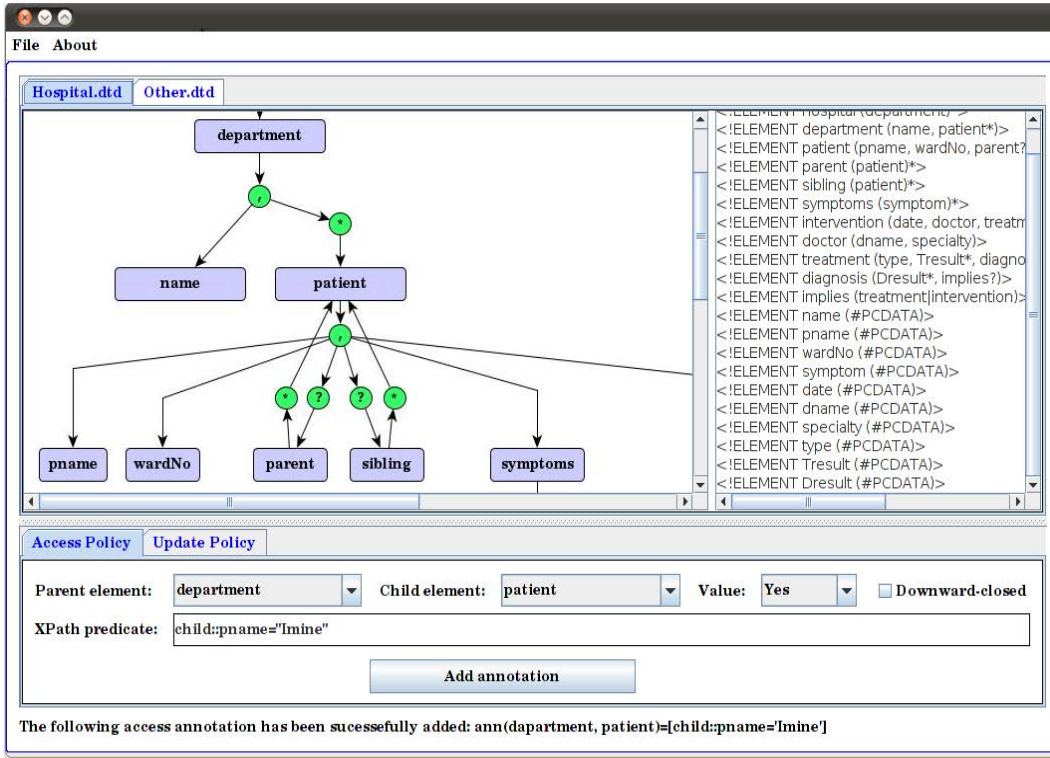 File About
Hospital.dtd Other.dtd
department
,
*
name patient
,
* ? ? *
pname wardNo parent sibling symptoms
<!ELEMENT hospital (department)*>
<!ELEMENT department (name, patient*)>
<!ELEMENT patient (pname, wardNo, parent?
<!ELEMENT parent (patient)*>
<!ELEMENT sibling (patient)*>
<!ELEMENT symptoms (symptom)*>
<!ELEMENT intervention (date, doctor, treatm
<!ELEMENT doctor (dname, specialty)>
<!ELEMENT treatment (type, Tresult*, diagno
<!ELEMENT diagnosis (Dresult*, implies?)>
<!ELEMENT implies (treatment|intervention)>
<!ELEMENT name (#PCDATA)>
<!ELEMENT pname (#PCDATA)>
<!ELEMENT wardNo (#PCDATA)>
<!ELEMENT symptom (#PCDATA)>
<!ELEMENT date (#PCDATA)>
<!ELEMENT dname (#PCDATA)>
<!ELEMENT specialty (#PCDATA)>
<!ELEMENT type (#PCDATA)>
<!ELEMENT Tresult (#PCDATA)>
<!ELEMENT Dresult (#PCDATA)>
Access Policy Update Policy
Parent element: department Child element: patient Value: Yes Downward-closed
XPath predicate: child::pname="Imine"
Add annotation
The following access annotation has been sucessefully added: ann(dapartment, patient)=[child::pname='Imine']